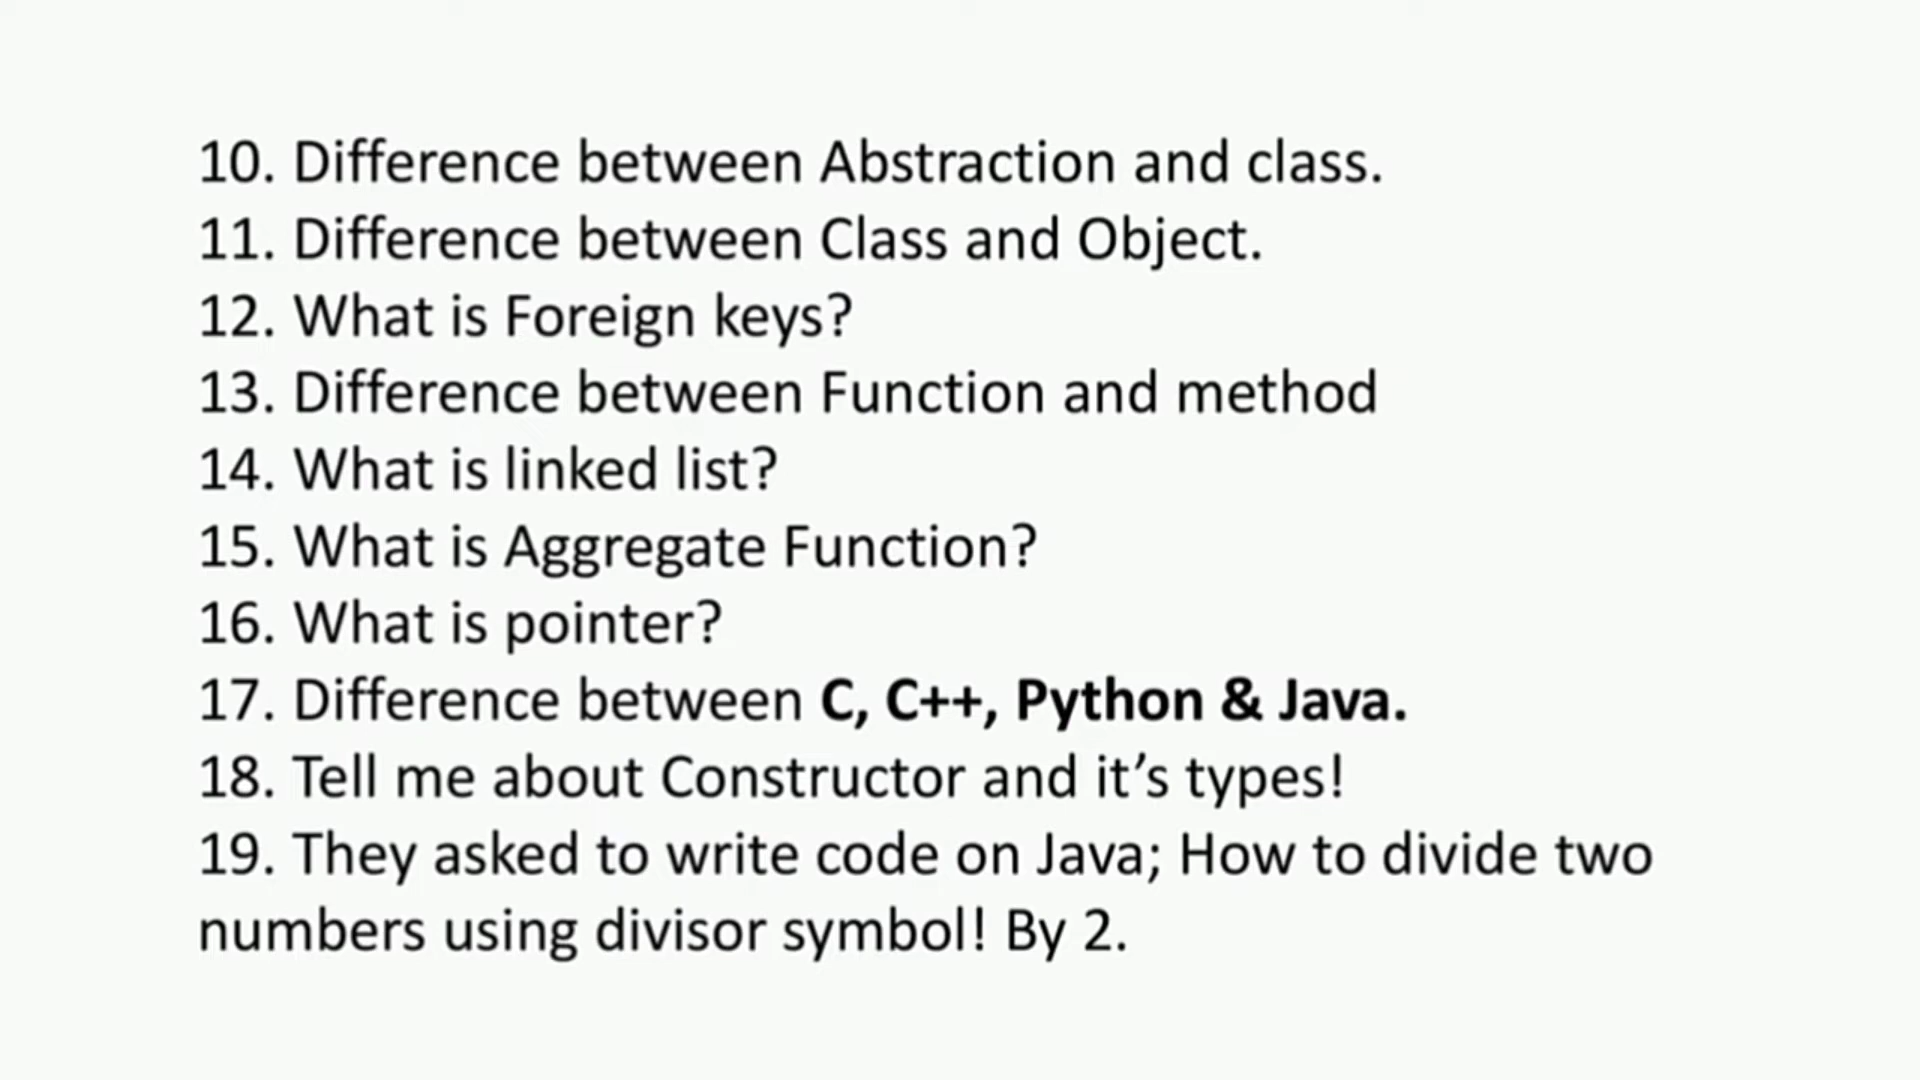 10. Difference between Abstraction and class.
11. Difference between Class and Object.
12. What is Foreign keys?
13. Difference between Function and method
14. What is linked list?
15. What is Aggregate Function?
16. What is pointer?
17. Difference between C, C++, Python & Java.
18. Tell me about Constructor and it’s types!
19. They asked to write code on Java; How to divide two
numbers using divisor symbol! By 2.